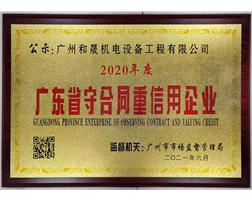 公示:广州和晟机电设备工程有限公司
2020年度
广东省守合同重信用企业
GUANGDONG PROVINCE ENTERPRISE OF OBSERVING CONTRACT AND VALUING CREDIT
监督机关:广州市市场监督管理局
二〇二一年六月